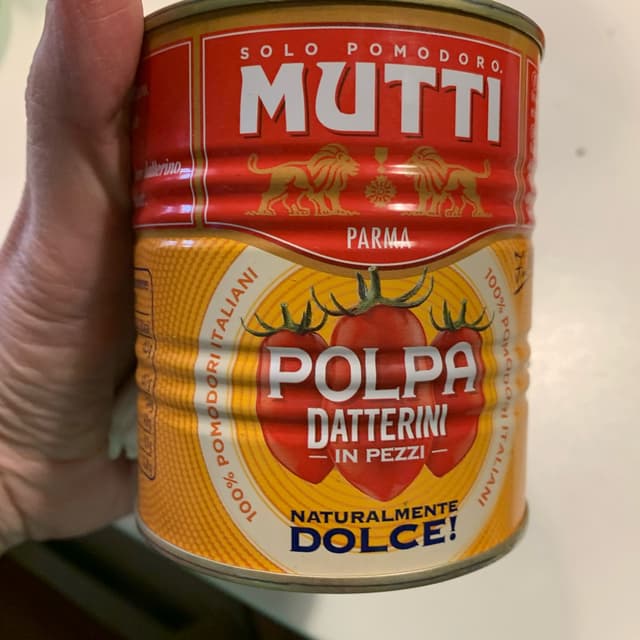 SOLO POMODORO.
MUTTI
PARMA
100% POMODORI ITALIANI
100% POMODORI ITALIANI
POLPA
DATTERINI
IN PEZZI
NATURALMENTE
DOLCE!